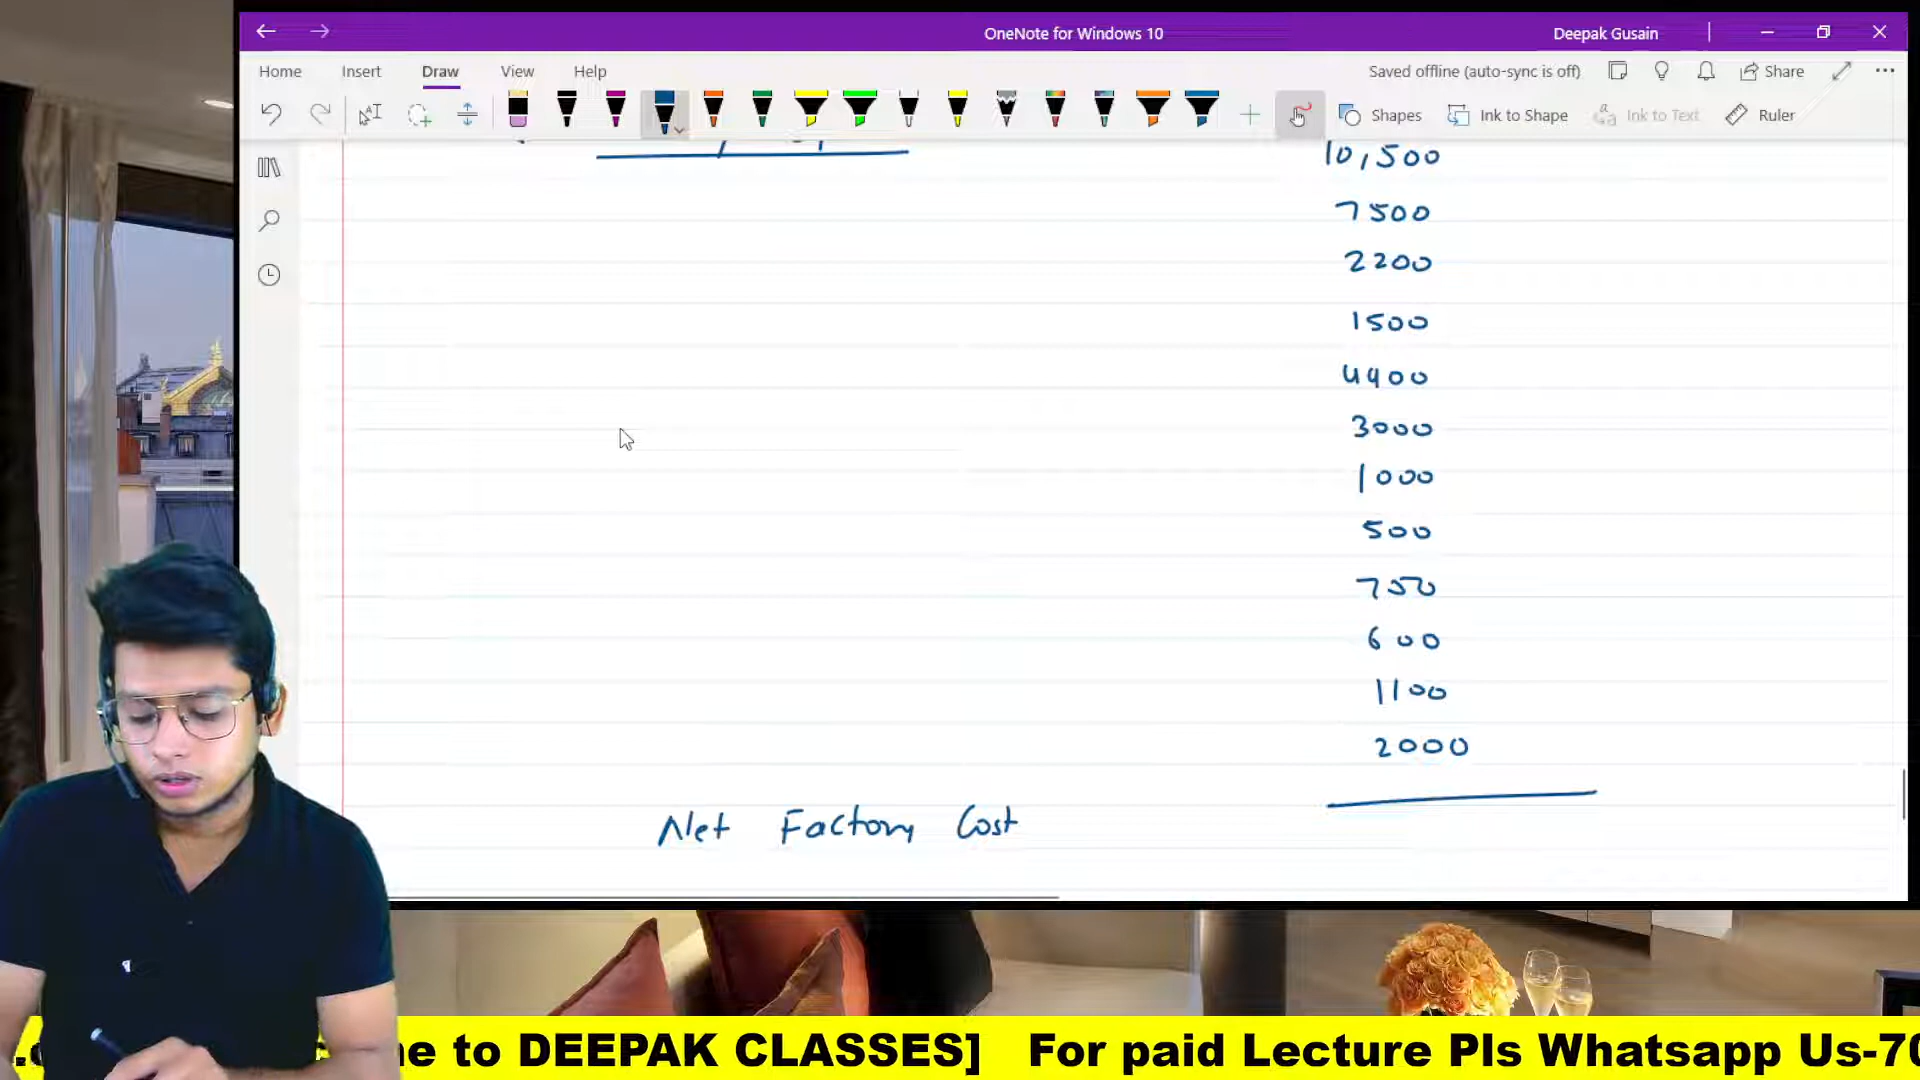 OneNote for Windows 10
Deepak Gusain
Home Insert Draw View Help
Saved offline (auto-sync is off) Share
Shapes Ink to Shape Ink to Text Ruler
10,500
7500
2200
1500
4400
3000
1000
500
750
600
1100
2000
Net Factory Cost
ne to DEEPAK CLASSES] For paid Lecture Pls Whatsapp Us-70